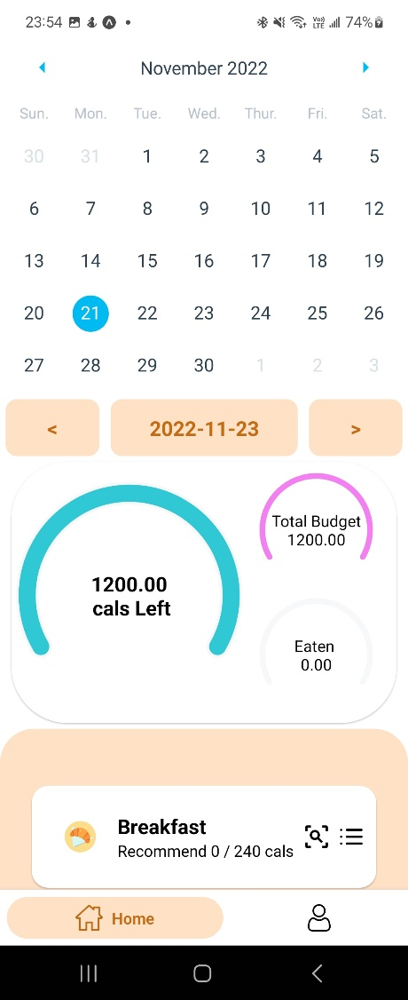 23:54 Vo)) LTE 74%
November 2022
Sun. Mon. Tue. Wed. Thur. Fri. Sat.
30 31 1 2 3 4 5
6 7 8 9 10 11 12
13 14 15 16 17 18 19
20 21 22 23 24 25 26
27 28 29 30 1 2 3
< 2022-11-23 >
Total Budget
1200.00
1200.00
cals Left
Eaten
0.00
Breakfast
Recommend 0 / 240 cals
Home